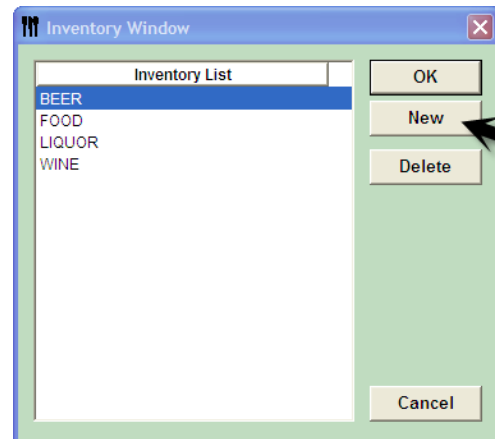 Inventory Window
Inventory List
BEER
FOOD
LIQUOR
WINE
OK
New
Delete
Cancel